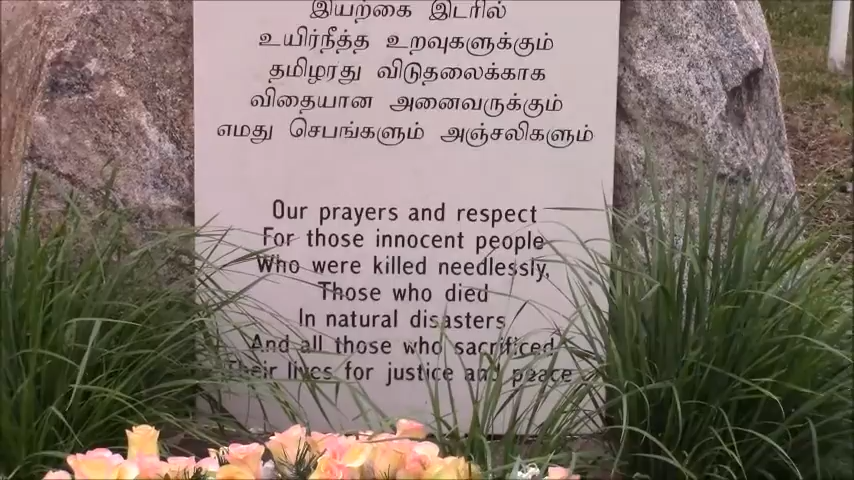 இயற்கை இடரில்
உயிர்நீத்த உறவுகளுக்கும்
தமிழரது விடுதலைக்காக
விதையான அனைவருக்கும்
எமது செபங்களும் அஞ்சலிகளும்
Our prayers and respect
For those innocent people
Who were killed needlessly,
Those who died
In natural disasters
And all those who sacrificed
Their lives for justice and peace